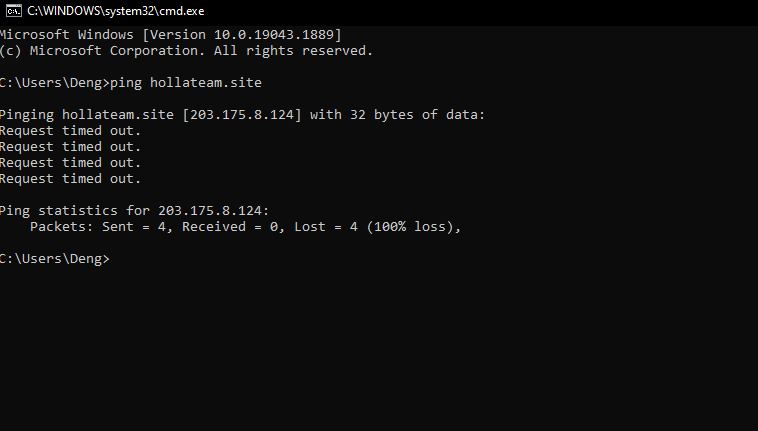 C:\WINDOWS\system32\cmd.exe
Microsoft Windows [Version 10.0.19043.1889]
(c) Microsoft Corporation. All rights reserved.
C:\Users\Deng>ping hollateam.site
Pinging hollateam.site [203.175.8.124] with 32 bytes of data:
Request timed out.
Request timed out.
Request timed out.
Request timed out.
Ping statistics for 203.175.8.124:
    Packets: Sent = 4, Received = 0, Lost = 4 (100% loss),
C:\Users\Deng>